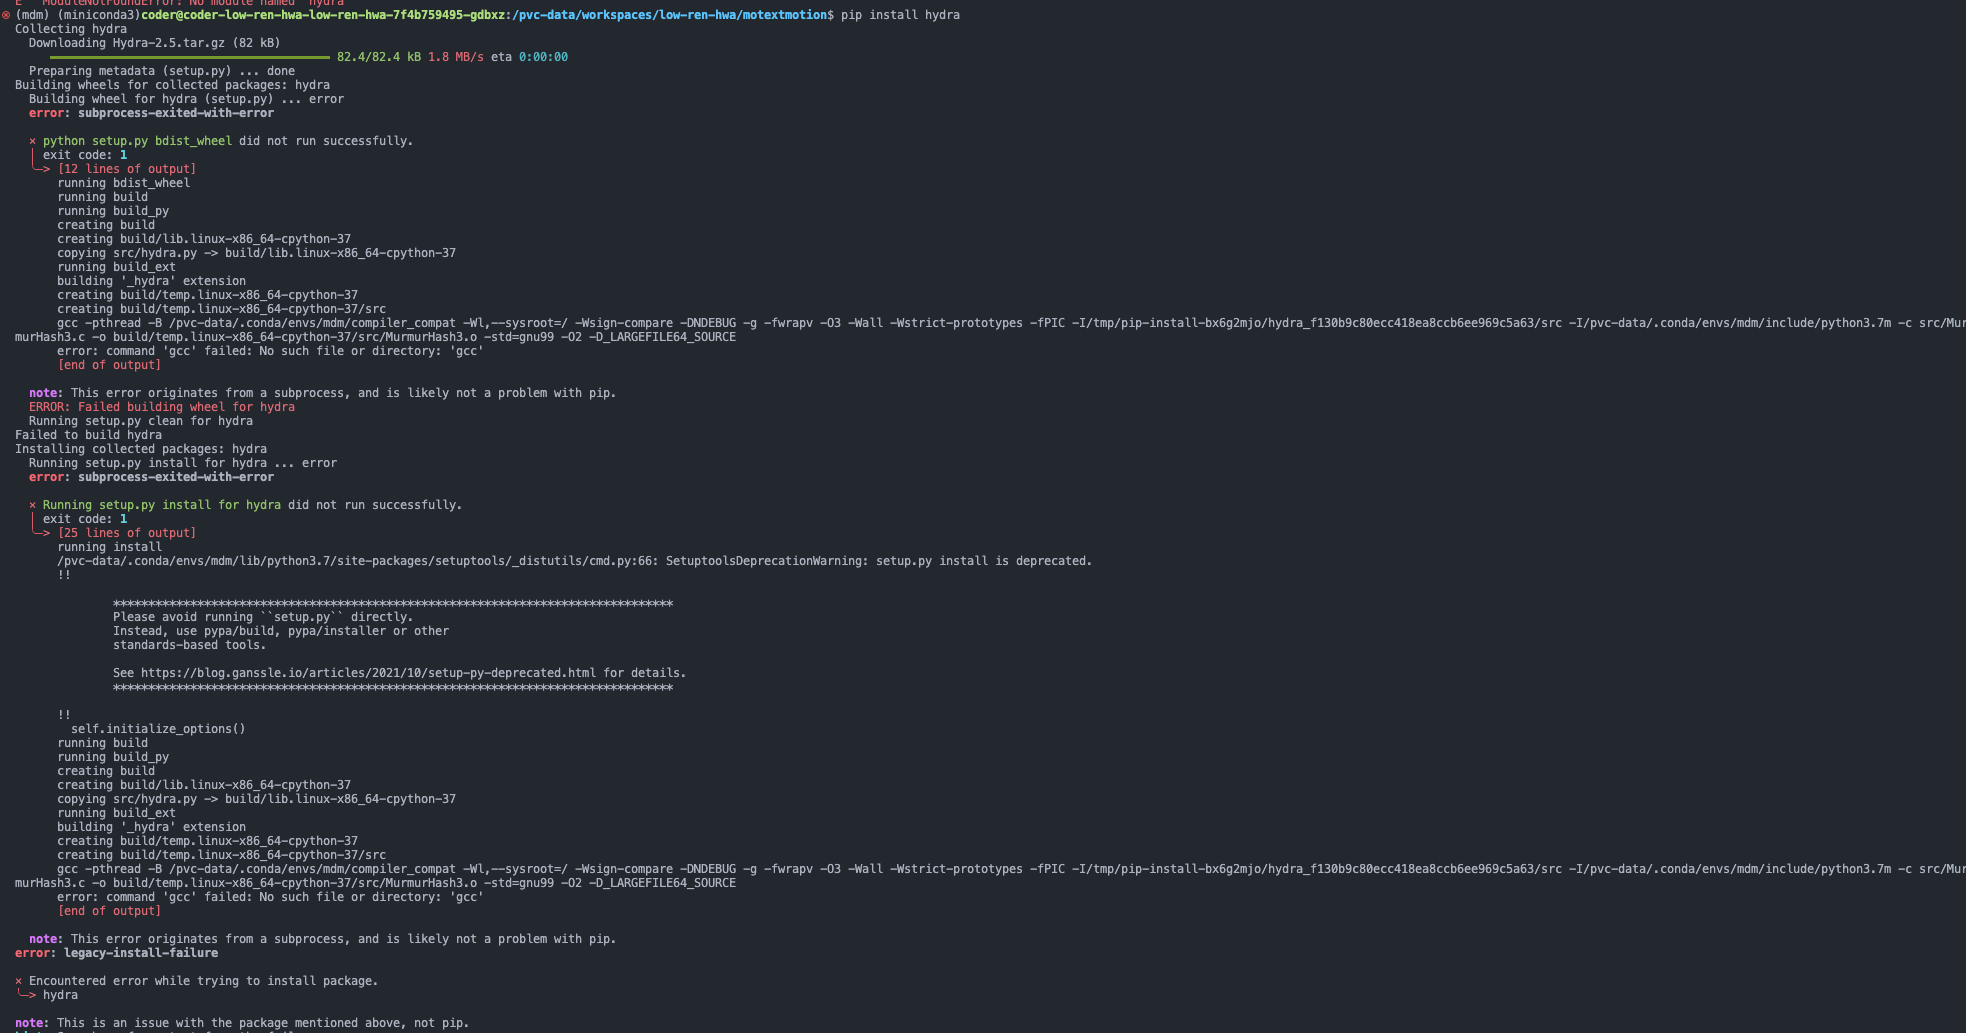 E   ModuleNotFoundError: No module named 'hydra'
(mdm) (miniconda3)coder@coder-low-ren-hwa-low-ren-hwa-7f4b759495-gdbxz:/pvc-data/workspaces/low-ren-hwa/motextmotion$ pip install hydra
Collecting hydra
Downloading Hydra-2.5.tar.gz (82 kB)
82.4/82.4 kB 1.8 MB/s eta 0:00:00
Preparing metadata (setup.py) ... done
Building wheels for collected packages: hydra
Building wheel for hydra (setup.py) ... error
error: subprocess-exited-with-error
× python setup.py bdist_wheel did not run successfully.
│ exit code: 1
╰─> [12 lines of output]
running bdist_wheel
running build
running build_py
creating build
creating build/lib.linux-x86_64-cpython-37
copying src/hydra.py -> build/lib.linux-x86_64-cpython-37
running build_ext
building '_hydra' extension
creating build/temp.linux-x86_64-cpython-37
creating build/temp.linux-x86_64-cpython-37/src
gcc -pthread -B /pvc-data/.conda/envs/mdm/compiler_compat -Wl,--sysroot=/ -Wsign-compare -DNDEBUG -g -fwrapv -O3 -Wall -Wstrict-prototypes -fPIC -I/tmp/pip-install-bx6g2mjo/hydra_f130b9c80ecc418ea8ccb6ee969c5a63/src -I/pvc-data/.conda/envs/mdm/include/python3.7m -c src/Mur
murHash3.c -o build/temp.linux-x86_64-cpython-37/src/MurmurHash3.o -std=gnu99 -O2 -D_LARGEFILE64_SOURCE
error: command 'gcc' failed: No such file or directory: 'gcc'
[end of output]
note: This error originates from a subprocess, and is likely not a problem with pip.
ERROR: Failed building wheel for hydra
Running setup.py clean for hydra
Failed to build hydra
Installing collected packages: hydra
Running setup.py install for hydra ... error
error: subprocess-exited-with-error
× Running setup.py install for hydra did not run successfully.
│ exit code: 1
╰─> [25 lines of output]
running install
/pvc-data/.conda/envs/mdm/lib/python3.7/site-packages/setuptools/_distutils/cmd.py:66: SetuptoolsDeprecationWarning: setup.py install is deprecated.
!!
********************************************************************************
Please avoid running ``setup.py`` directly.
Instead, use pypa/build, pypa/installer or other
standards-based tools.
See https://blog.ganssle.io/articles/2021/10/setup-py-deprecated.html for details.
********************************************************************************
!!
self.initialize_options()
running build
running build_py
creating build
creating build/lib.linux-x86_64-cpython-37
copying src/hydra.py -> build/lib.linux-x86_64-cpython-37
running build_ext
building '_hydra' extension
creating build/temp.linux-x86_64-cpython-37
creating build/temp.linux-x86_64-cpython-37/src
gcc -pthread -B /pvc-data/.conda/envs/mdm/compiler_compat -Wl,--sysroot=/ -Wsign-compare -DNDEBUG -g -fwrapv -O3 -Wall -Wstrict-prototypes -fPIC -I/tmp/pip-install-bx6g2mjo/hydra_f130b9c80ecc418ea8ccb6ee969c5a63/src -I/pvc-data/.conda/envs/mdm/include/python3.7m -c src/Mur
murHash3.c -o build/temp.linux-x86_64-cpython-37/src/MurmurHash3.o -std=gnu99 -O2 -D_LARGEFILE64_SOURCE
error: command 'gcc' failed: No such file or directory: 'gcc'
[end of output]
note: This error originates from a subprocess, and is likely not a problem with pip.
error: legacy-install-failure
× Encountered error while trying to install package.
╰─> hydra
note: This is an issue with the package mentioned above, not pip.